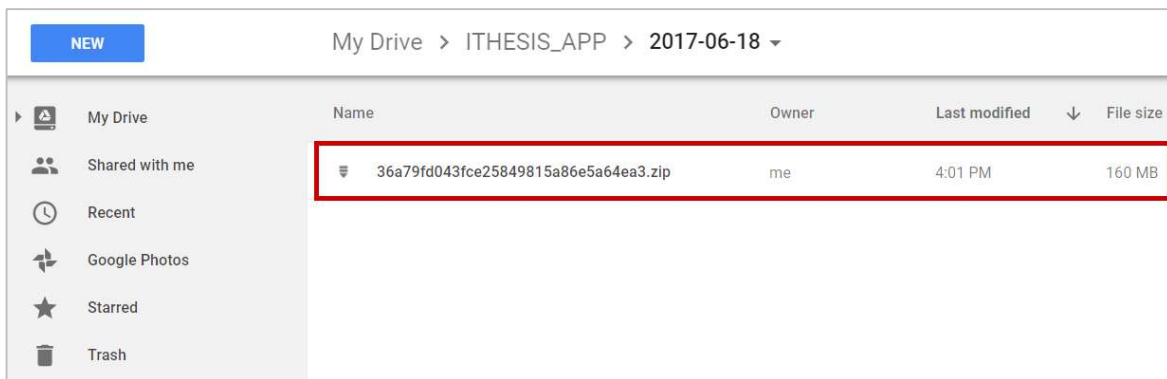 NEW
My Drive > ITHESIS_APP > 2017-06-18
My Drive
Shared with me
Recent
Google Photos
Starred
Trash
Name Owner Last modified File size
36a79fd043fce25849815a86e5a64ea3.zip me 4:01 PM 160 MB